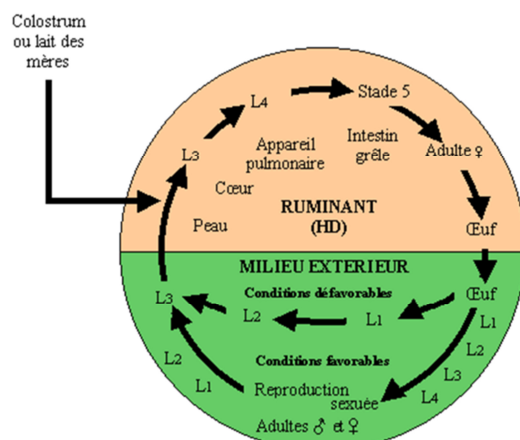 Colostrum
ou lait des
mères
L4
Stade 5
L3
Appareil
pulmonaire
Intestin
grêle
Adulte ♀
Cœur
Peau
RUMINANT
(HD)
Œuf
MILIEU EXTERIEUR
L3
Conditions défavorables
Œuf
L2
L1
L1
L2
L3
L4
Conditions favorables
L2
L1
Reproduction
sexuée
Adultes ♂ et ♀